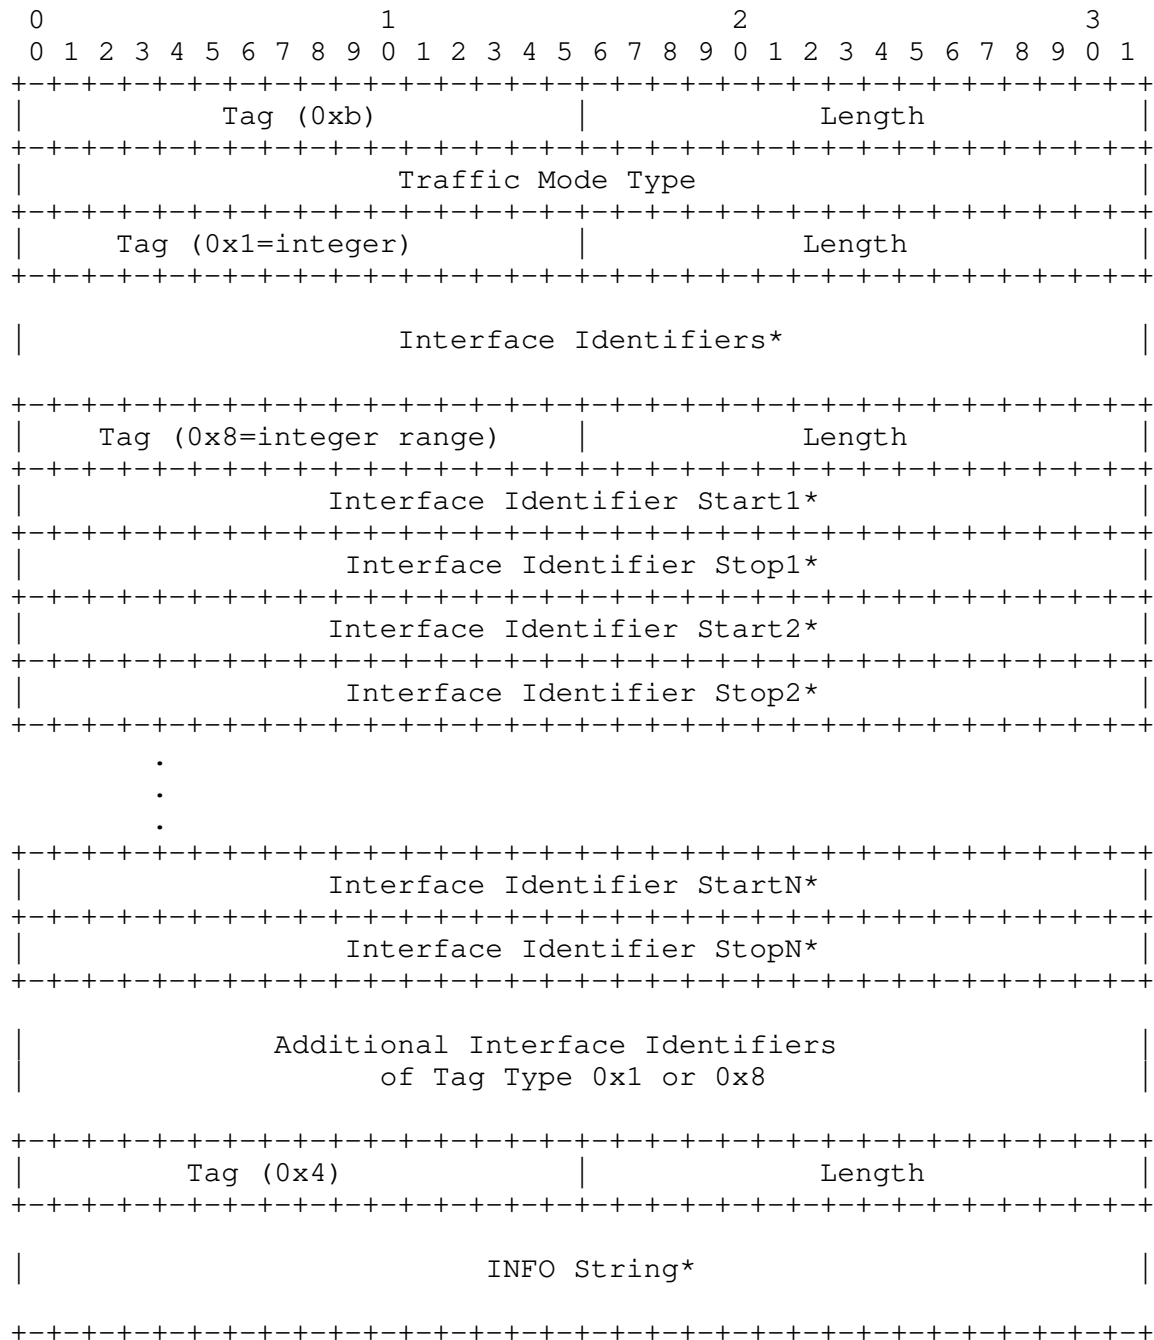 0                   1                   2                   3
 0 1 2 3 4 5 6 7 8 9 0 1 2 3 4 5 6 7 8 9 0 1 2 3 4 5 6 7 8 9 0 1
+-+-+-+-+-+-+-+-+-+-+-+-+-+-+-+-+-+-+-+-+-+-+-+-+-+-+-+-+-+-+-+-+
|           Tag (0xb)           |             Length            |
+-+-+-+-+-+-+-+-+-+-+-+-+-+-+-+-+-+-+-+-+-+-+-+-+-+-+-+-+-+-+-+-+
|                     Traffic Mode Type                         |
+-+-+-+-+-+-+-+-+-+-+-+-+-+-+-+-+-+-+-+-+-+-+-+-+-+-+-+-+-+-+-+-+
|     Tag (0x1=integer)         |            Length             |
+-+-+-+-+-+-+-+-+-+-+-+-+-+-+-+-+-+-+-+-+-+-+-+-+-+-+-+-+-+-+-+-+
|                     Interface Identifiers*                    |
+-+-+-+-+-+-+-+-+-+-+-+-+-+-+-+-+-+-+-+-+-+-+-+-+-+-+-+-+-+-+-+-+
|    Tag (0x8=integer range)    |            Length             |
+-+-+-+-+-+-+-+-+-+-+-+-+-+-+-+-+-+-+-+-+-+-+-+-+-+-+-+-+-+-+-+-+
|                 Interface Identifier Start1*                  |
+-+-+-+-+-+-+-+-+-+-+-+-+-+-+-+-+-+-+-+-+-+-+-+-+-+-+-+-+-+-+-+-+
|                  Interface Identifier Stop1*                  |
+-+-+-+-+-+-+-+-+-+-+-+-+-+-+-+-+-+-+-+-+-+-+-+-+-+-+-+-+-+-+-+-+
|                 Interface Identifier Start2*                  |
+-+-+-+-+-+-+-+-+-+-+-+-+-+-+-+-+-+-+-+-+-+-+-+-+-+-+-+-+-+-+-+-+
|                  Interface Identifier Stop2*                  |
+-+-+-+-+-+-+-+-+-+-+-+-+-+-+-+-+-+-+-+-+-+-+-+-+-+-+-+-+-+-+-+-+
        .
        .
        .
+-+-+-+-+-+-+-+-+-+-+-+-+-+-+-+-+-+-+-+-+-+-+-+-+-+-+-+-+-+-+-+-+
|                 Interface Identifier StartN*                  |
+-+-+-+-+-+-+-+-+-+-+-+-+-+-+-+-+-+-+-+-+-+-+-+-+-+-+-+-+-+-+-+-+
|                  Interface Identifier StopN*                  |
+-+-+-+-+-+-+-+-+-+-+-+-+-+-+-+-+-+-+-+-+-+-+-+-+-+-+-+-+-+-+-+-+
|              Additional Interface Identifiers                 |
|                    of Tag Type 0x1 or 0x8                     |
+-+-+-+-+-+-+-+-+-+-+-+-+-+-+-+-+-+-+-+-+-+-+-+-+-+-+-+-+-+-+-+-+
|         Tag (0x4)             |             Length            |
+-+-+-+-+-+-+-+-+-+-+-+-+-+-+-+-+-+-+-+-+-+-+-+-+-+-+-+-+-+-+-+-+
|                          INFO String*                         |
+-+-+-+-+-+-+-+-+-+-+-+-+-+-+-+-+-+-+-+-+-+-+-+-+-+-+-+-+-+-+-+-+